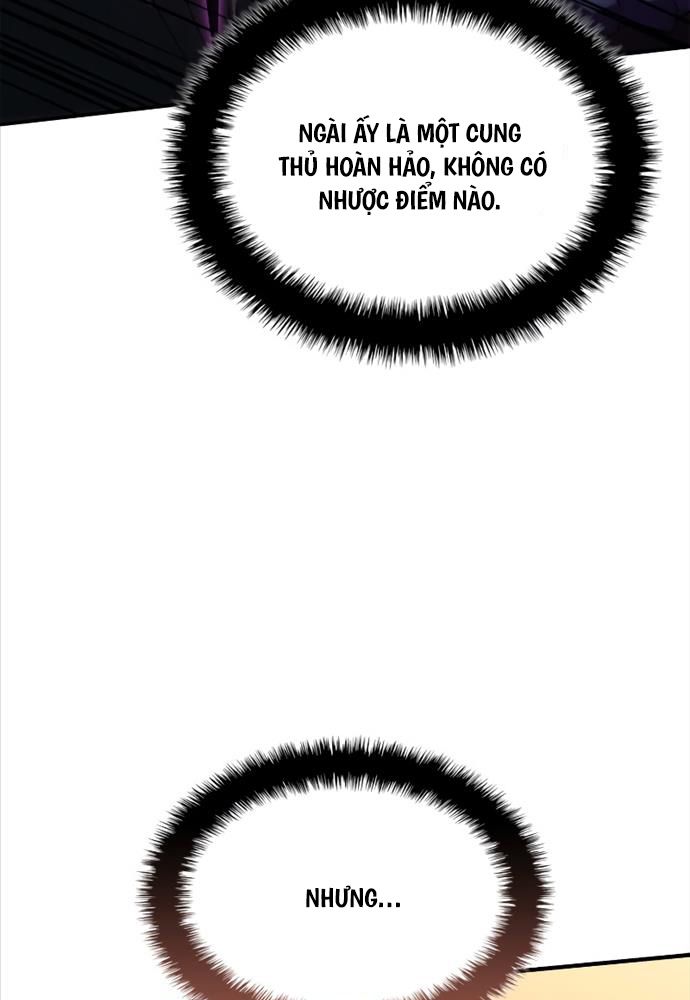 NGÀI ẤY LÀ MỘT CUNG
THỦ HOÀN HẢO, KHÔNG CÓ
NHƯỢC ĐIỂM NÀO.
NHƯNG...